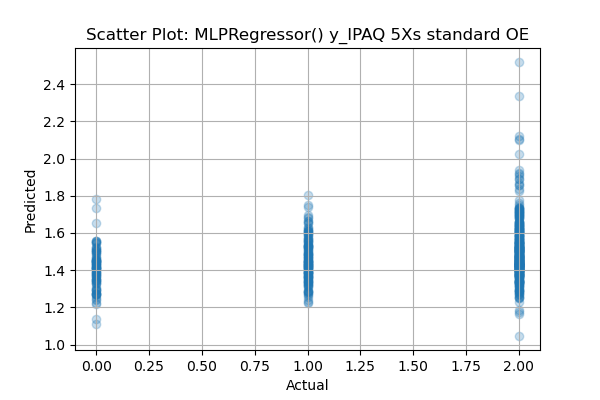 Scatter Plot: MLPRegressor() y_IPAQ 5Xs standard OE
2.4
2.2
2.0
1.8
1.6
1.4
1.2
1.0
Predicted
0.00 0.25 0.50 0.75 1.00 1.25 1.50 1.75 2.00
Actual